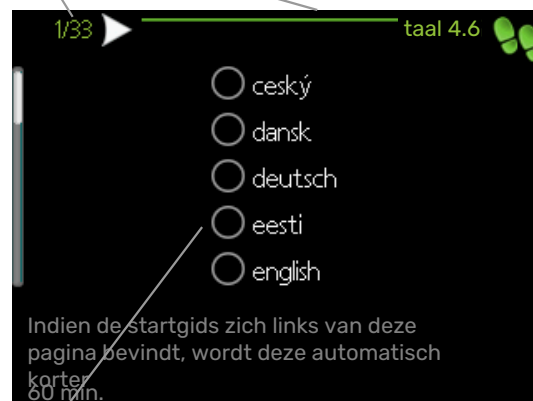 1/33
taal 4.6
ceský
dansk
deutsch
eesti
english
Indien de startgids zich links van deze
pagina bevindt, wordt deze automatisch
korter
60 min.